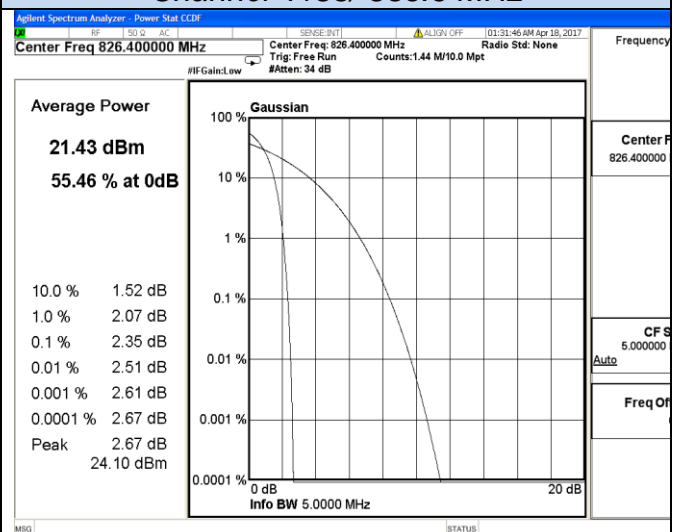 Agilent Spectrum Analyzer - Power Stat CCDF
RF 50 Ω AC SENSE:INT ALIGN OFF 01:31:46 AM Apr 18, 2017
Center Freq 826.400000 MHz
Center Freq: 826.400000 MHz Radio Std: None
Trig: Free Run Counts:1.44 M/10.0 Mpt
#IFGain:Low #Atten: 34 dB
Frequency
Average Power
21.43 dBm
55.46 % at 0dB
10.0 % 1.52 dB
1.0 % 2.07 dB
0.1 % 2.35 dB
0.01 % 2.51 dB
0.001 % 2.61 dB
0.0001 % 2.67 dB
Peak 2.67 dB
24.10 dBm
Gaussian
100 %
10 %
1 %
0.1 %
0.01 %
0.001 %
0.0001 %
0 dB 20 dB
Info BW 5.0000 MHz
Center F
826.400000
CF S
5.000000
Auto
Freq Of
MSG STATUS